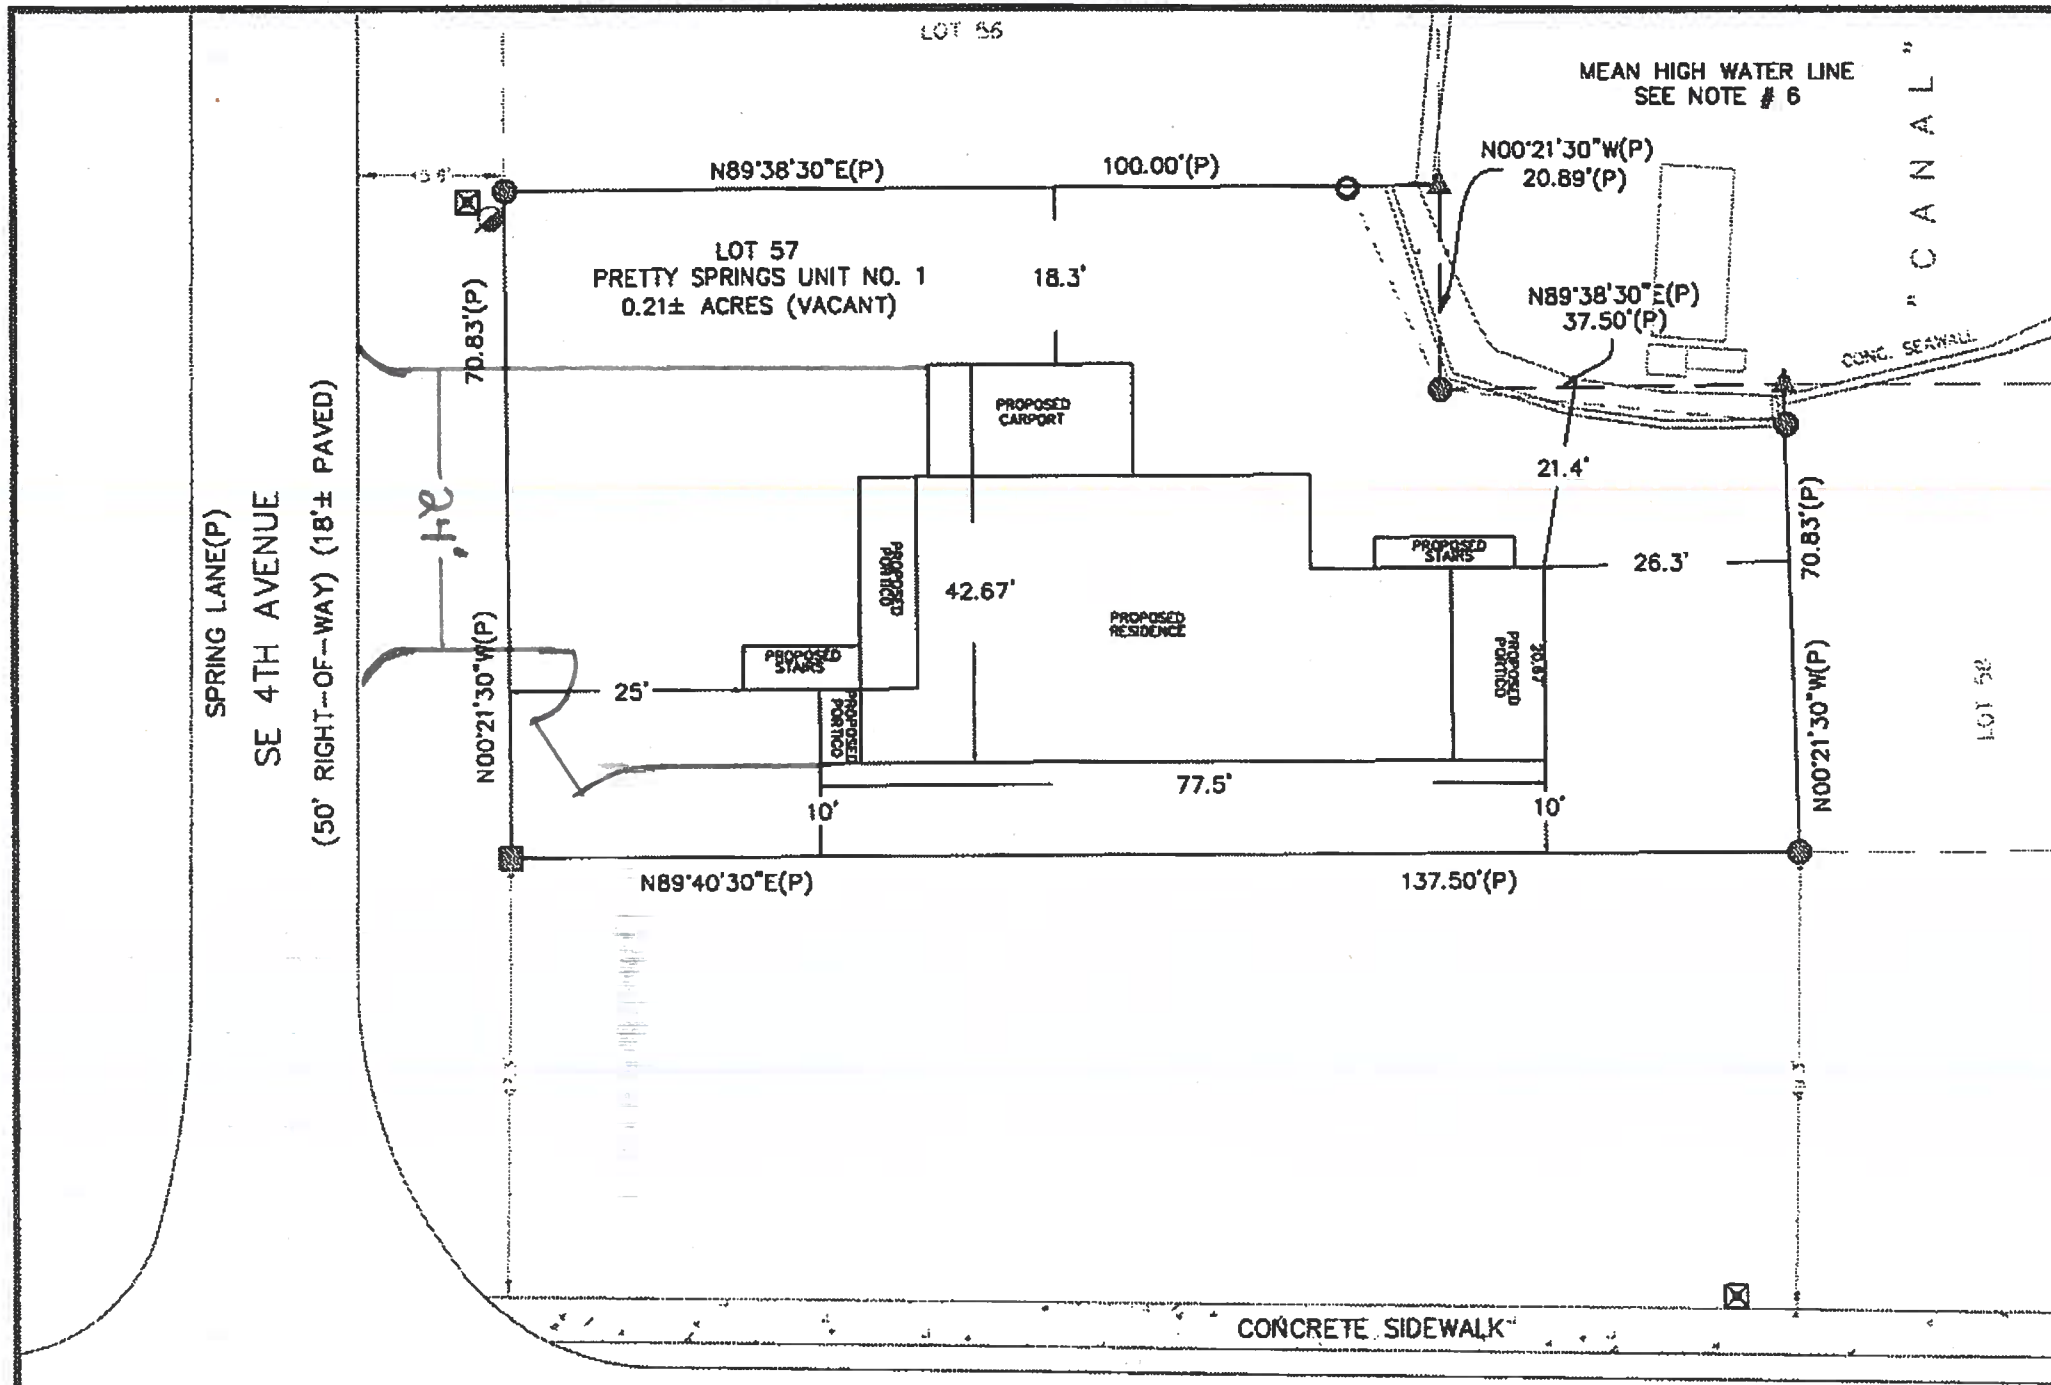 LOT 56
MEAN HIGH WATER LINE
SEE NOTE # 6
"CANAL"
N89°38'30"E(P)
100.00'(P)
N00°21'30"W(P)
20.89'(P)
LOT 57
PRETTY SPRINGS UNIT NO. 1
0.21± ACRES (VACANT)
18.3'
N89°38'30"E(P)
37.50'(P)
CONC. SEAWALL
70.83'(P)
PROPOSED
CARPORT
21.4'
SPRING LANE(P)
SE 4TH AVENUE
(50' RIGHT-OF-WAY) (18'± PAVED)
PROPOSED
PORTICO
42.67'
PROPOSED
STAIRS
26.3'
70.83'(P)
PROPOSED
RESIDENCE
PROPOSED
PORTICO
20.67'
N00°21'30"W(P)
PROPOSED
STAIRS
25'
PROPOSED
PORTICO
N00°21'30"W(P)
LOT 58
77.5'
10'
10'
N89°40'30"E(P)
137.50'(P)
CONCRETE SIDEWALK